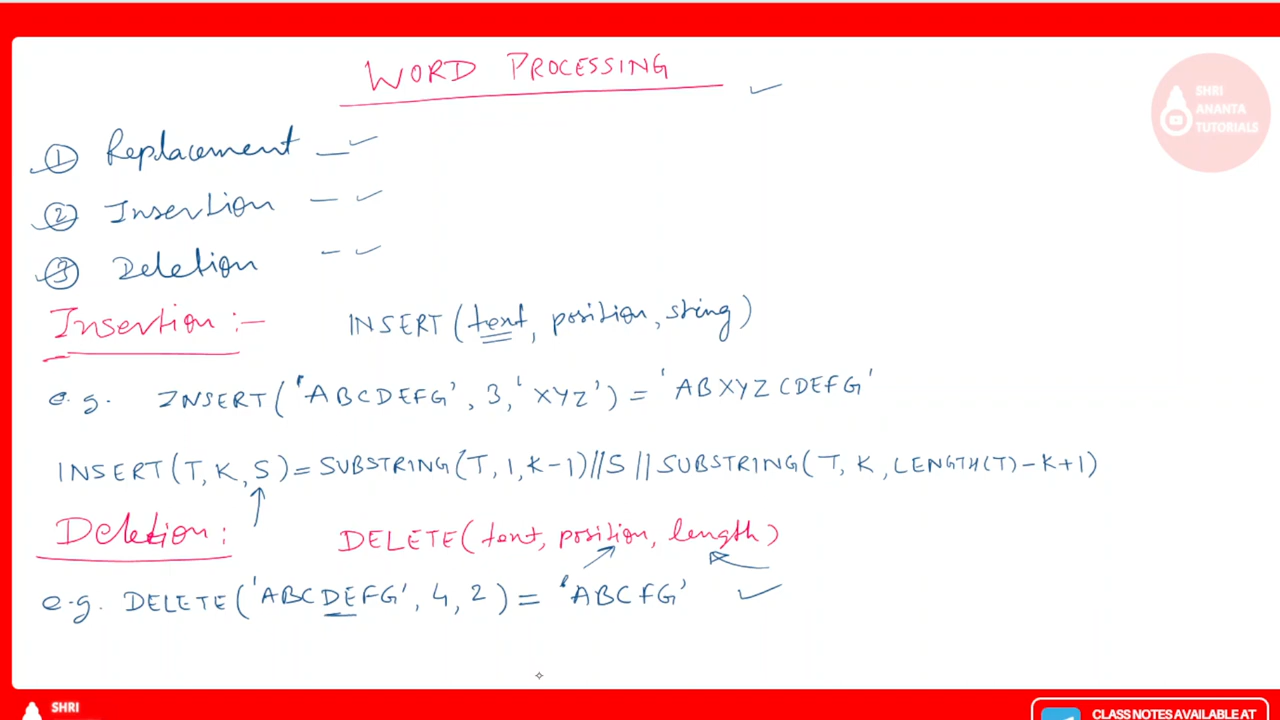 WORD PROCESSING
SHRI
ANANTA
TUTORIALS
① Replacement —
② Insertion —
③ Deletion —
Insertion :— INSERT(text, position, string)
e.g. INSERT('ABCDEFG', 3, 'XYZ') = 'ABXYZCDEFG'
INSERT(T, K, S) = SUBSTRING(T, 1, K-1)//S//SUBSTRING(T, K, LENGTH(T)-K+1)
Deletion: DELETE(text, position, length)
e.g. DELETE('ABCDEFG', 4, 2) = 'ABCFG'
SHRI
CLASS NOTES AVAILABLE AT